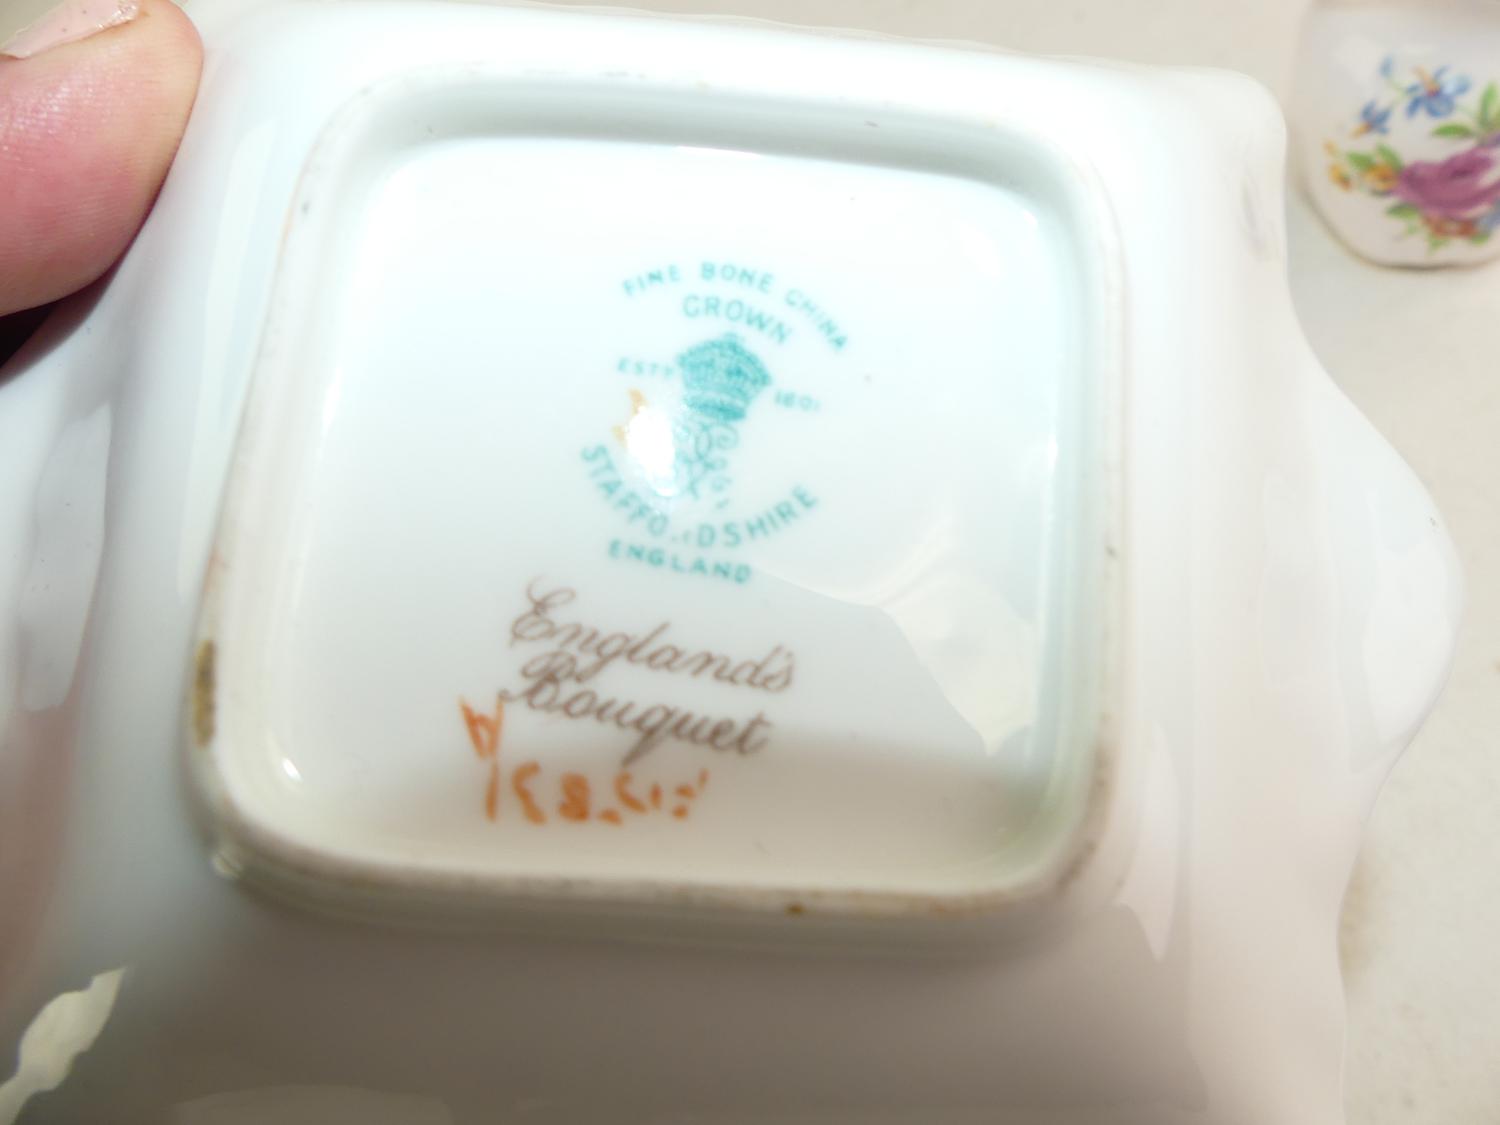 FINE BONE CHINA
CROWN
ESTD 1801
STAFFORDSHIRE
ENGLAND
England's
Bouquet